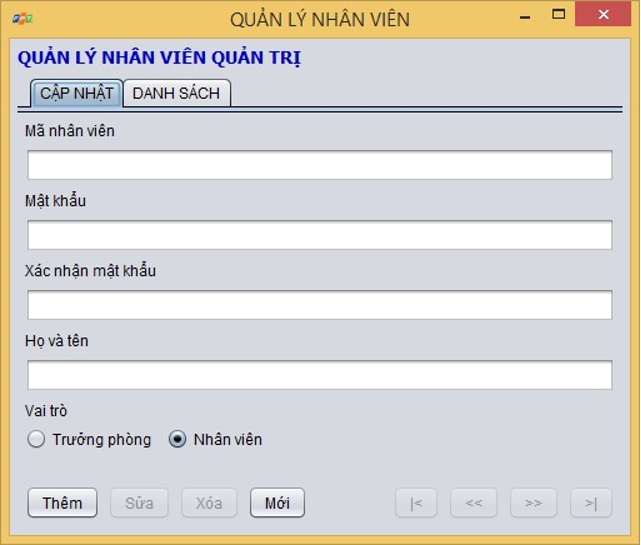 QUẢN LÝ NHÂN VIÊN
QUẢN LÝ NHÂN VIÊN QUẢN TRỊ
CẬP NHẬT DANH SÁCH
Mã nhân viên
Mật khẩu
Xác nhận mật khẩu
Họ và tên
Vai trò
Trưởng phòng Nhân viên
Thêm Sửa Xóa Mới |< << >> >|